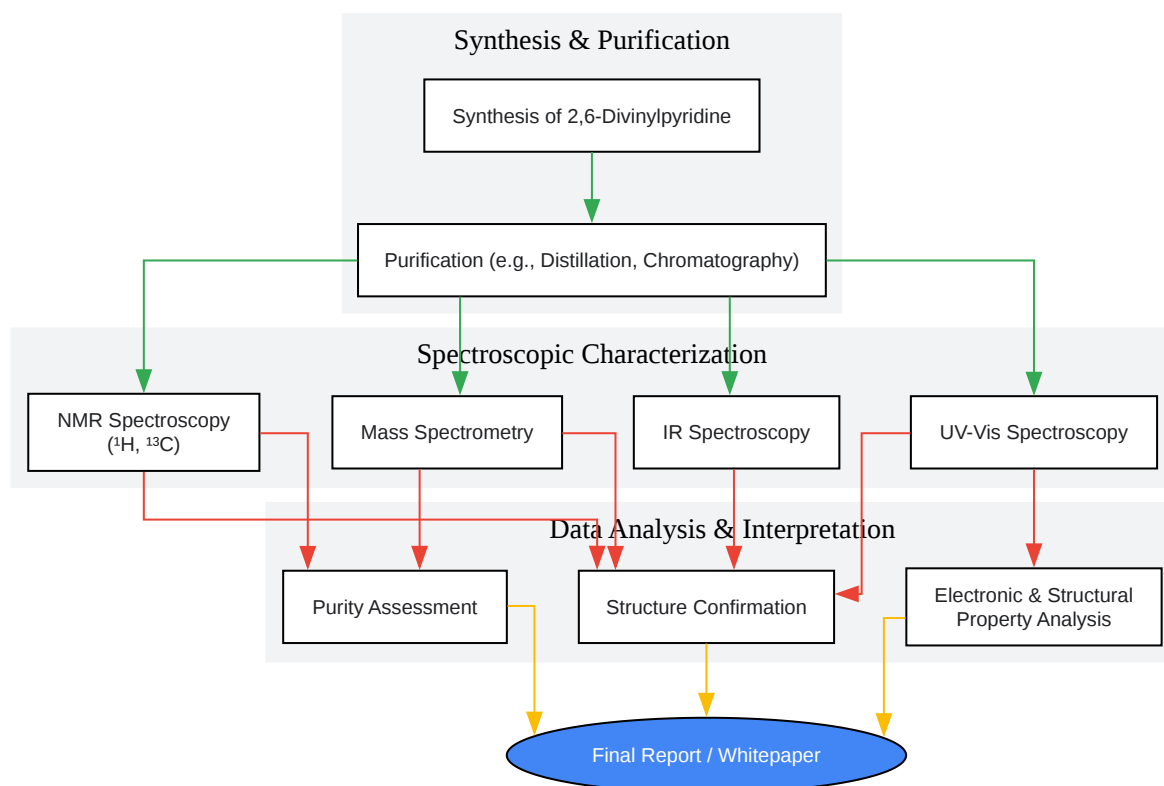 Synthesis & Purification
Synthesis of 2,6-Divinylpyridine
Purification (e.g., Distillation, Chromatography)
Spectroscopic Characterization
NMR Spectroscopy
(¹H, ¹³C)
Mass Spectrometry
IR Spectroscopy
UV-Vis Spectroscopy
Data Analysis & Interpretation
Purity Assessment
Structure Confirmation
Electronic & Structural
Property Analysis
Final Report / Whitepaper